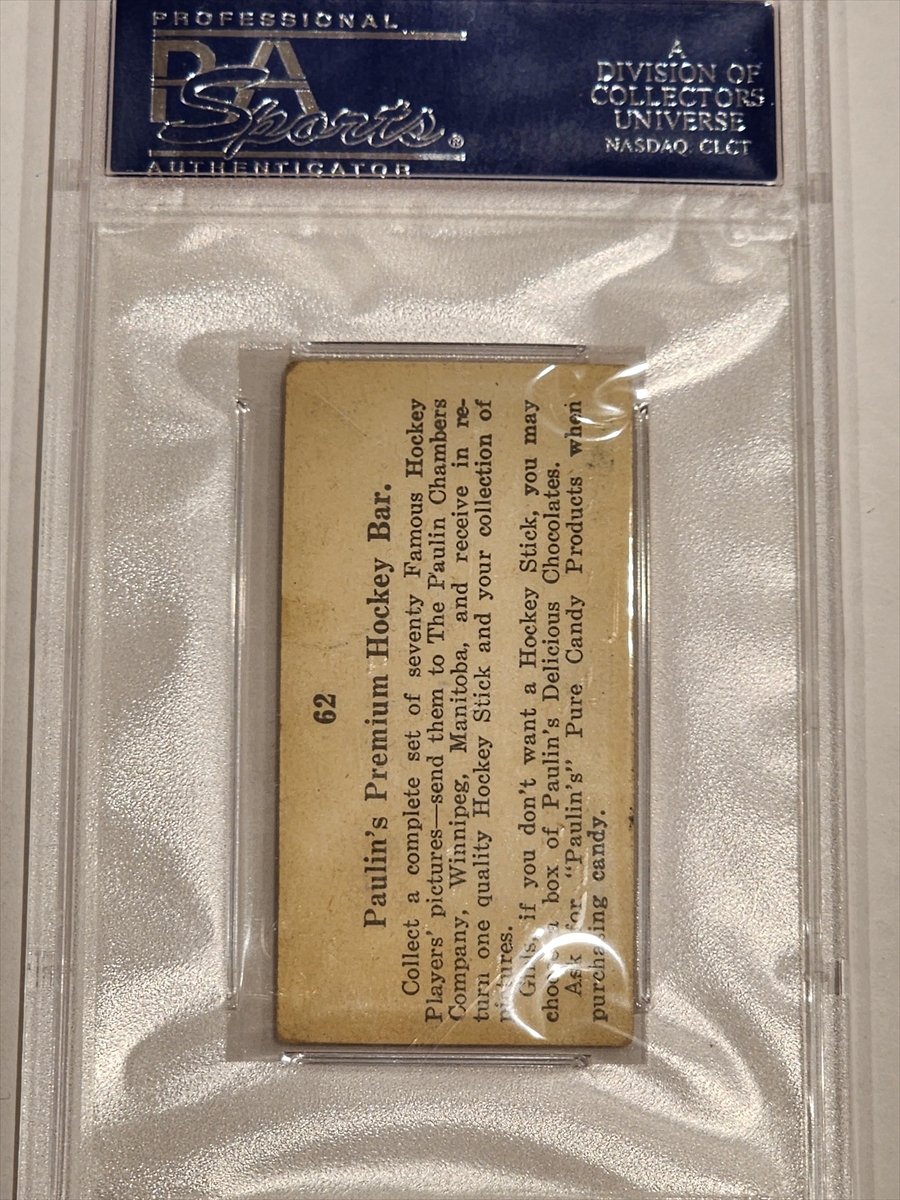 PROFESSIONAL
PSA
Sports®
AUTHENTICATOR
A
DIVISION OF
COLLECTORS
UNIVERSE
NASDAQ. CLCT
62
Paulin's Premium Hockey Bar.
Collect a complete set of seventy Famous Hockey
Players' pictures—send them to The Paulin Chambers
Company, Winnipeg, Manitoba, and receive in re-
turn one quality Hockey Stick and your collection of
pictures.
Girls, if you don't want a Hockey Stick, you may
choose a box of Paulin's Delicious Chocolates.
Ask for "Paulin's" Pure Candy Products when
purchasing candy.